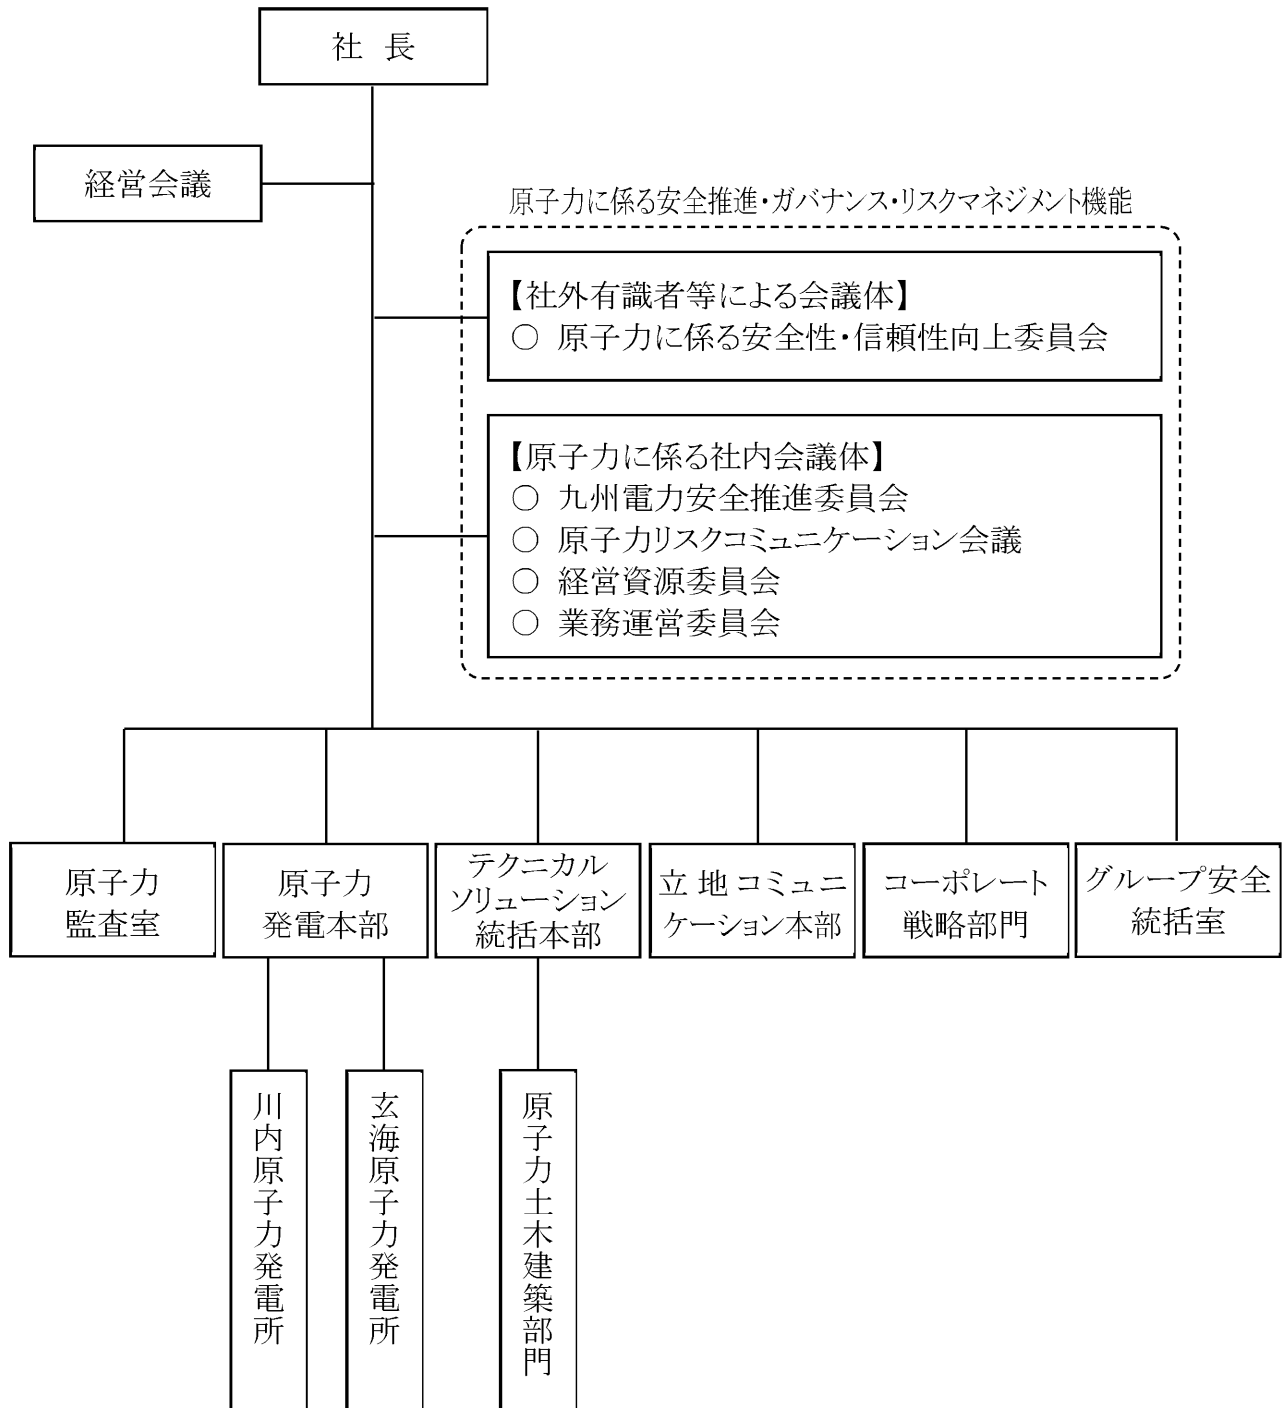 社 長
経営会議
原子力に係る安全推進・ガバナンス・リスクマネジメント機能
【社外有識者等による会議体】
○ 原子力に係る安全性・信頼性向上委員会
【原子力に係る社内会議体】
○ 九州電力安全推進委員会
○ 原子力リスクコミュニケーション会議
○ 経営資源委員会
○ 業務運営委員会
原子力
監査室
原子力
発電本部
テクニカル
ソリューション
統括本部
立地コミュニ
ケーション本部
コーポレート
戦略部門
グループ安全
統括室
川内原子力発電所
玄海原子力発電所
原子力土木建築部門